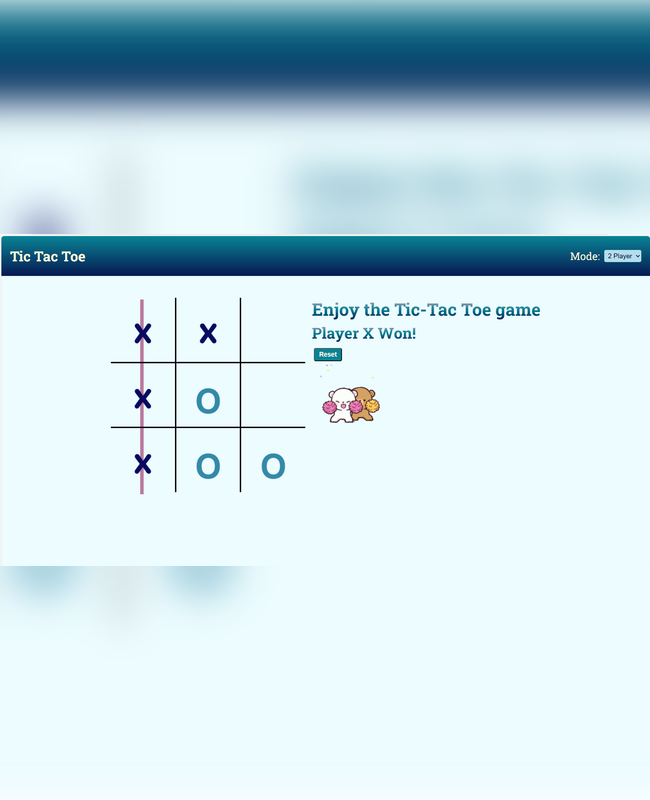 Tic Tac Toe
Mode: 2 Player
Enjoy the Tic-Tac Toe game
Player X Won!
Reset
X X
X O
X O O